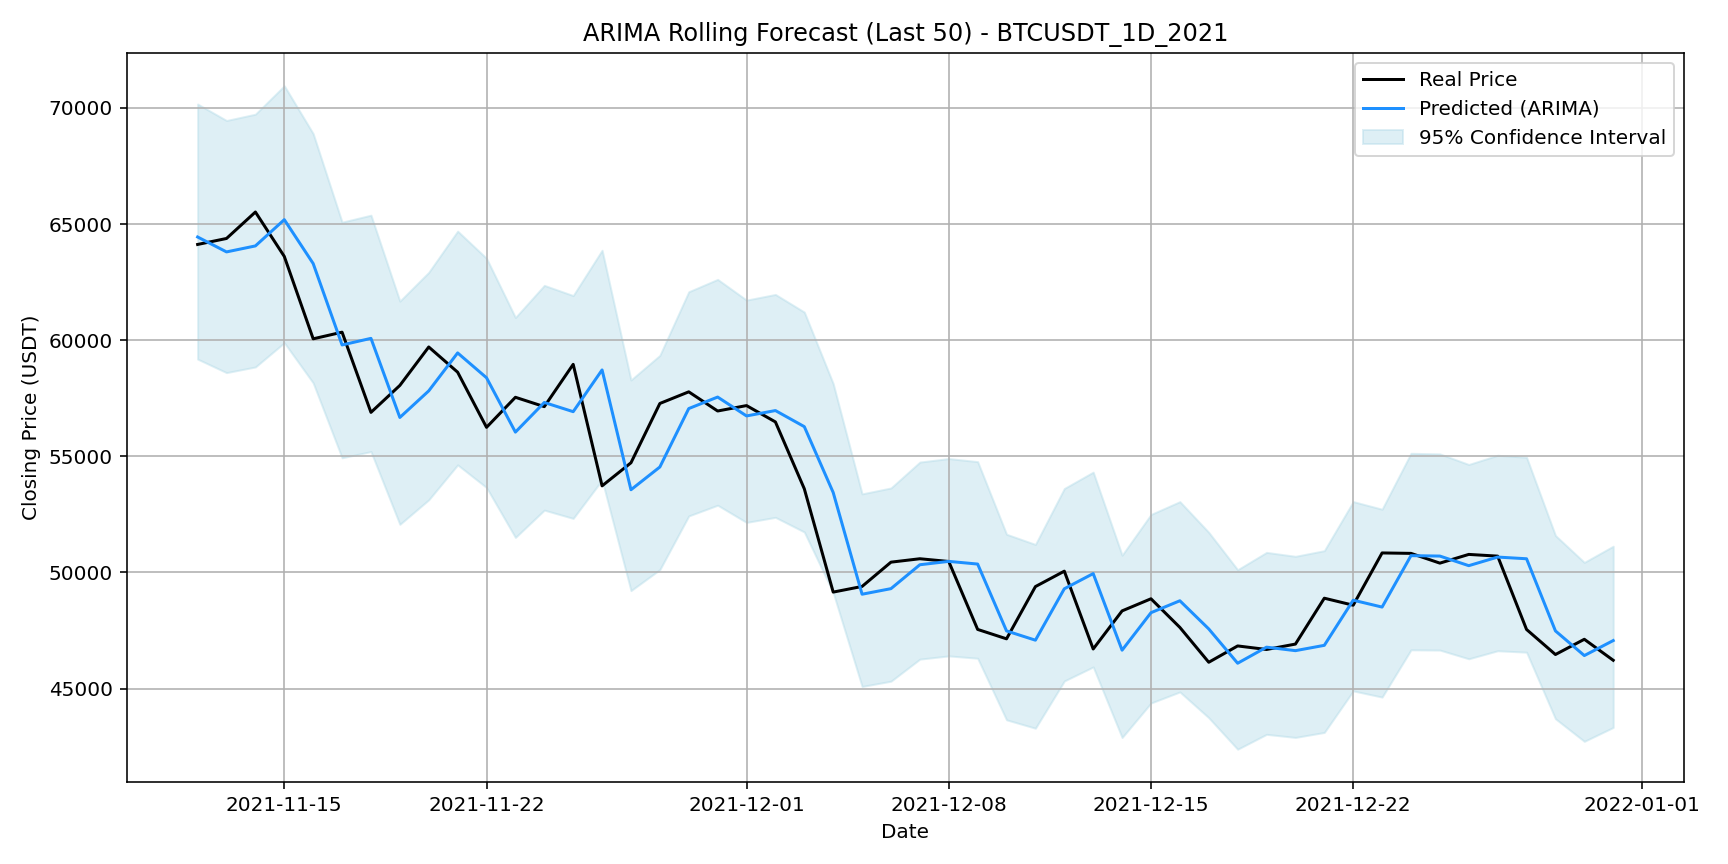 ARIMA Rolling Forecast (Last 50) - BTCUSDT_1D_2021
Real Price
Predicted (ARIMA)
95% Confidence Interval
Closing Price (USDT)
70000
65000
60000
55000
50000
45000
2021-11-15
2021-11-22
2021-12-01
2021-12-08
2021-12-15
2021-12-22
2022-01-01
Date